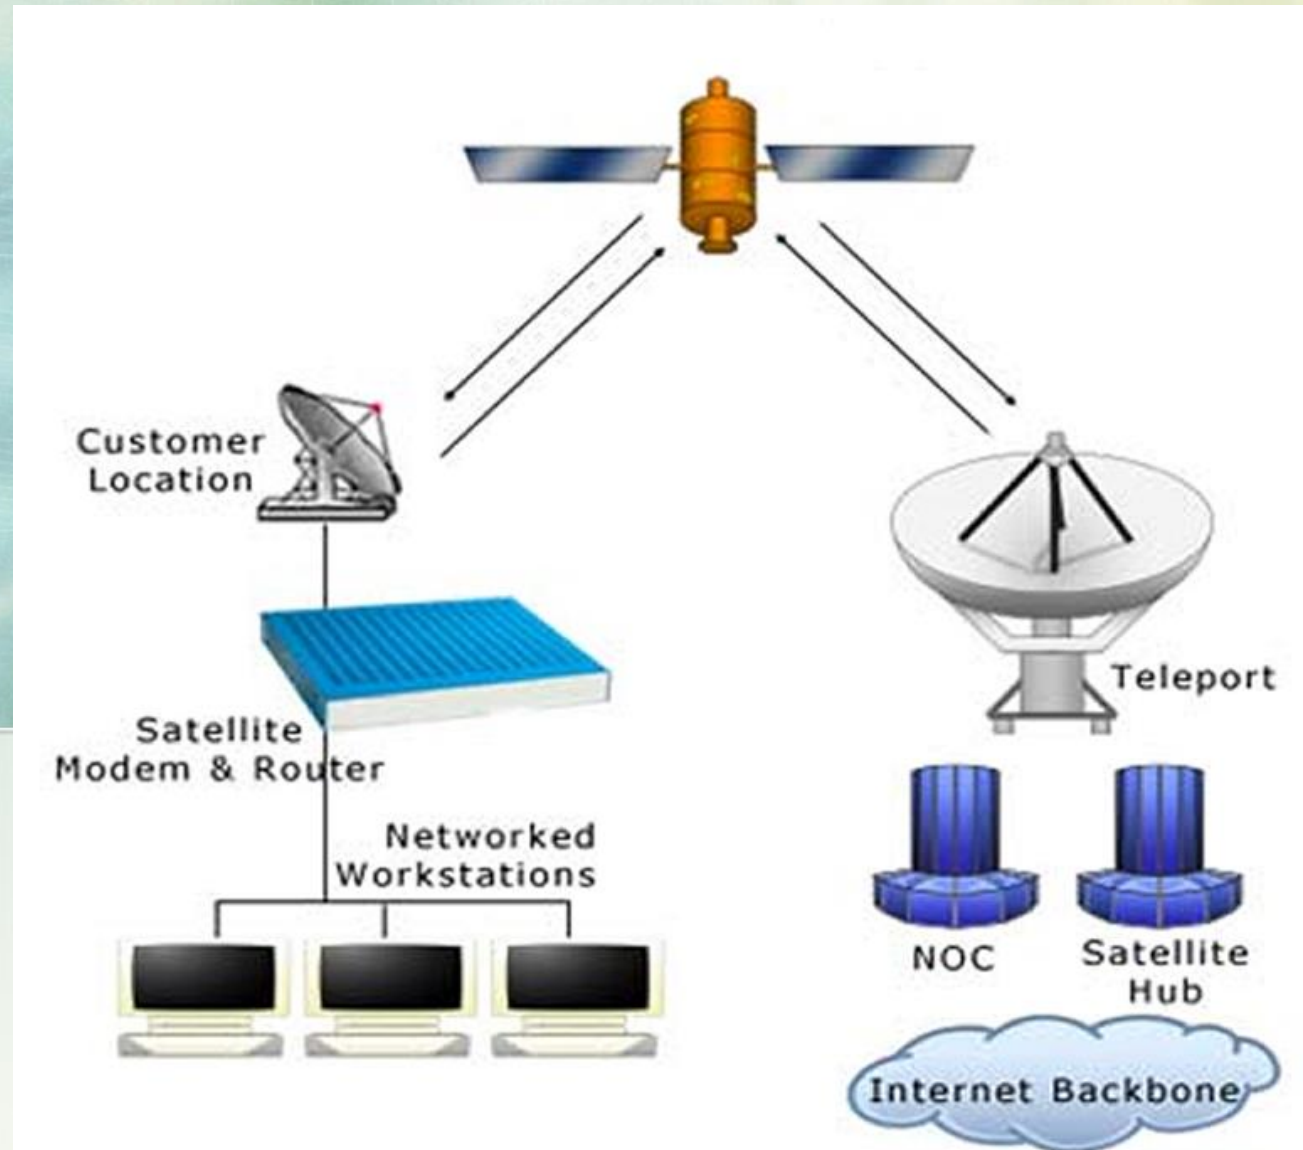 Customer
Location
Satellite
Modem & Router
Networked
Workstations
Teleport
NOC
Satellite
Hub
Internet Backbone